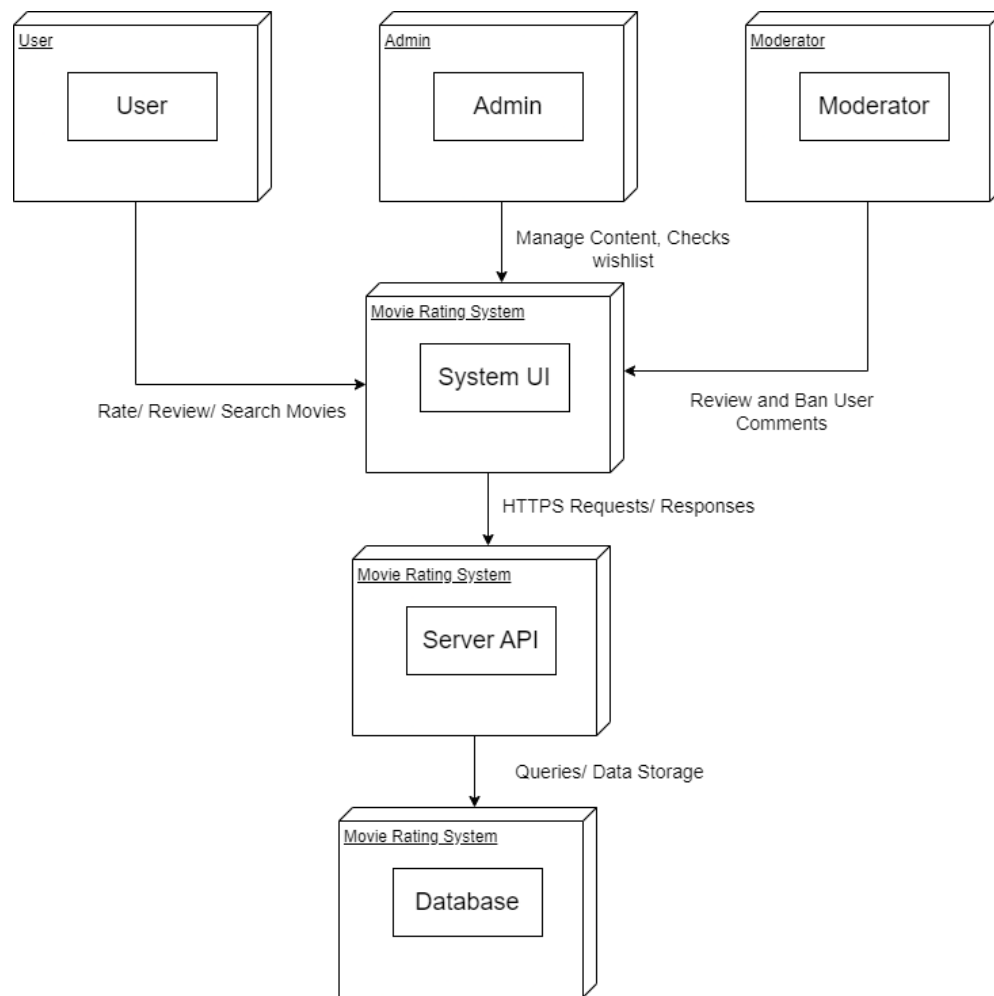 User
User
Admin
Admin
Moderator
Moderator
Manage Content, Checks
wishlist
Movie Rating System
System UI
Rate/ Review/ Search Movies
Review and Ban User
Comments
HTTPS Requests/ Responses
Movie Rating System
Server API
Queries/ Data Storage
Movie Rating System
Database